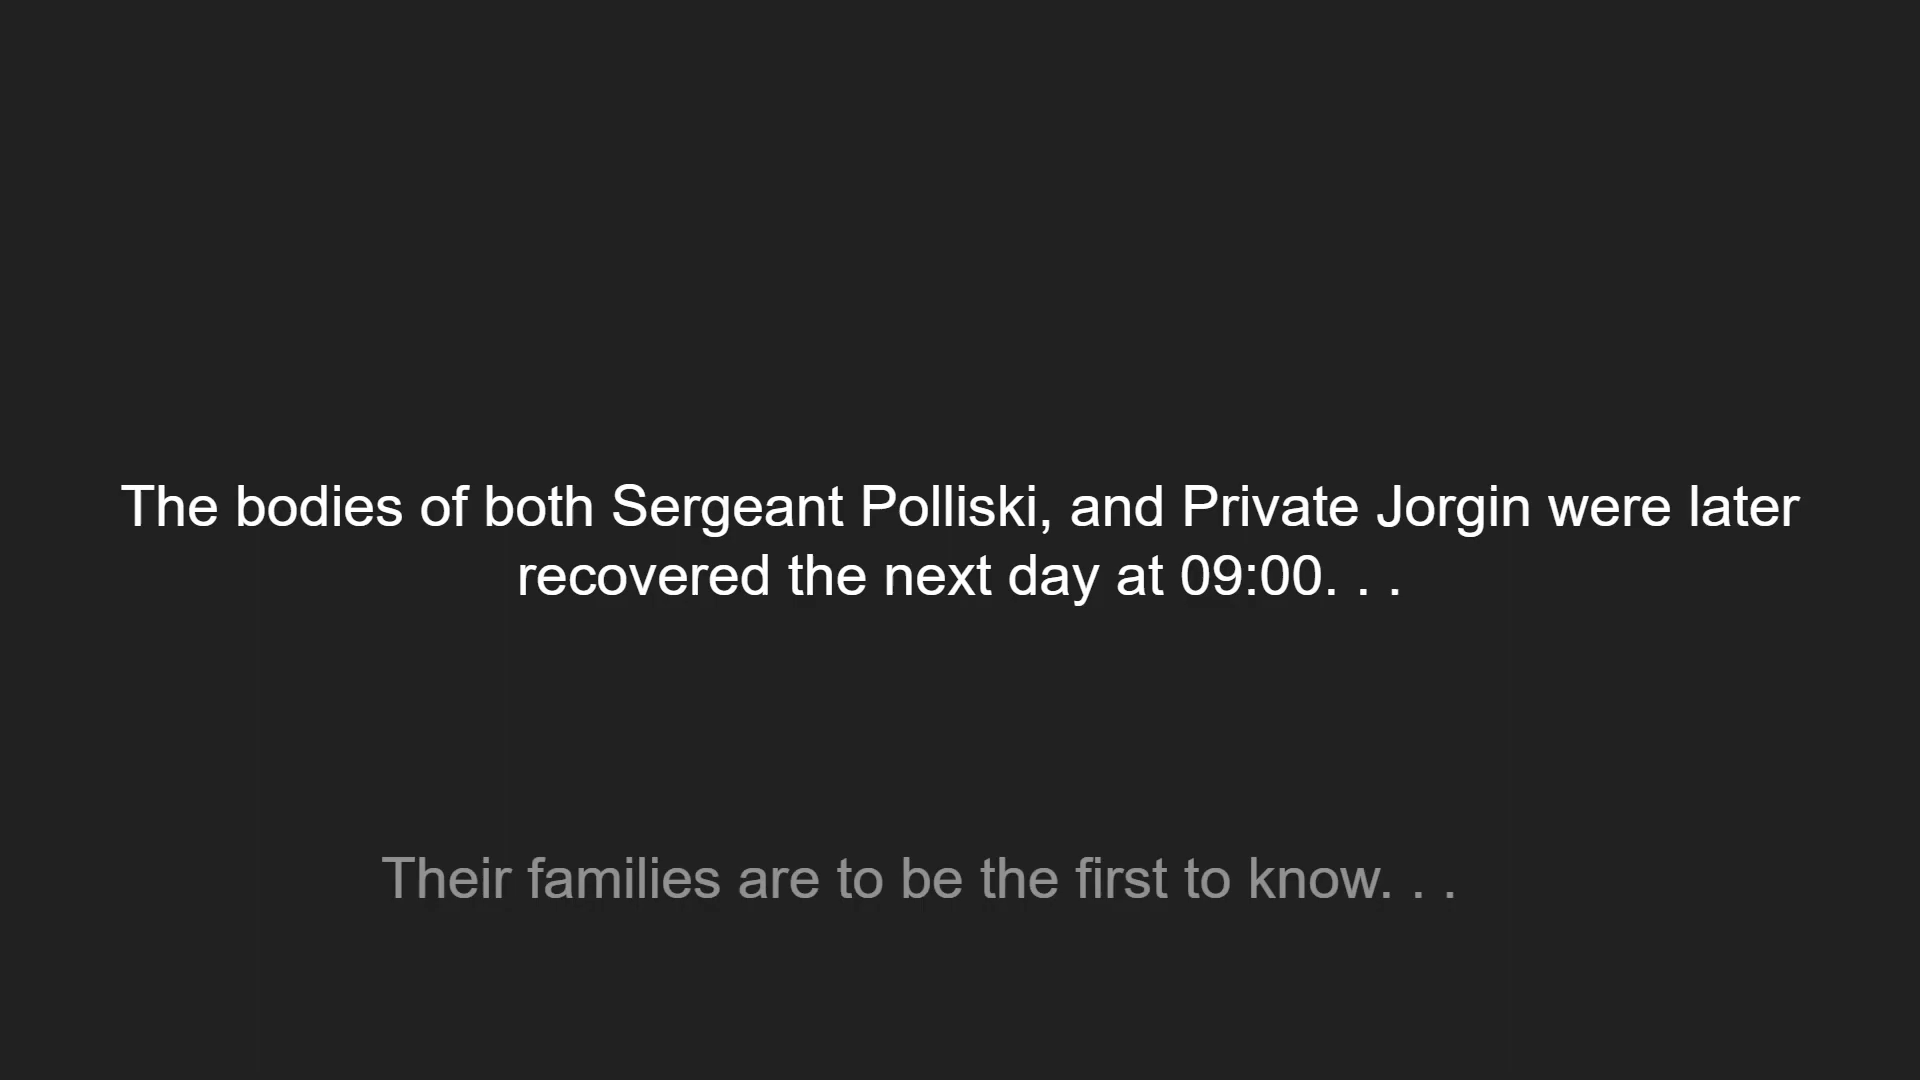 The bodies of both Sergeant Polliski, and Private Jorgin were later
recovered the next day at 09:00. . .
Their families are to be the first to know. . .